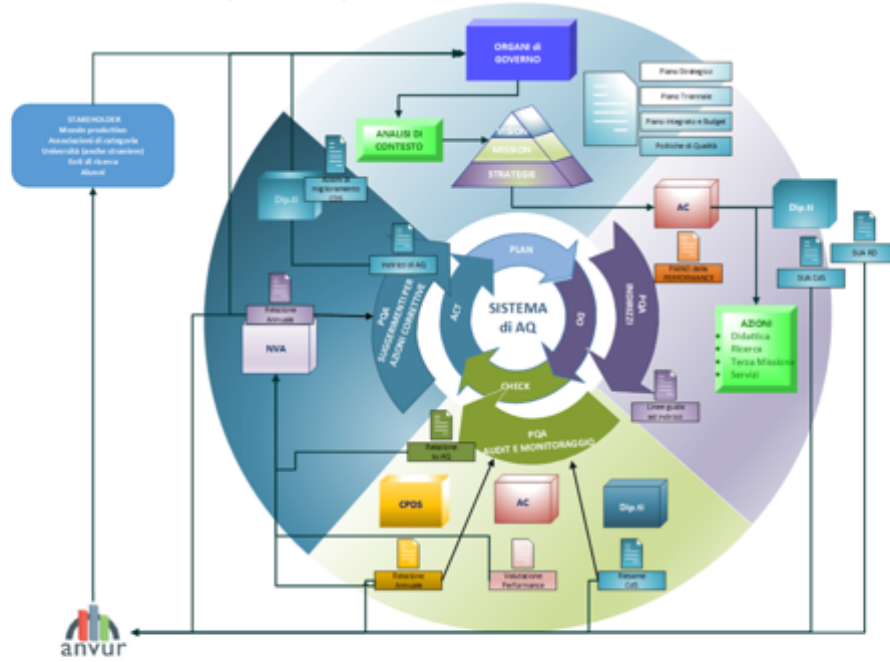 ORGANI di
GOVERNO
Piano Strategico
Piano Triennale
Piano Integrato e Budget
Politiche di Qualità
STAKEHOLDER
Mondo produttivo
Associazioni di categoria
Università (anche straniere)
Enti di ricerca
Alunni
ANALISI DI
CONTESTO
VISION
MISSION
STRATEGIE
Dip.ti
Azioni di
miglioramento
CDS
AC
Dip.ti
PIANO della
PERFORMANCE
SUA CdS
SUA RD
Indirizzi di AQ
PLAN
DO
CHECK
ACT
SISTEMA
di AQ
PQA
INDIRIZZI
PQA
SUGGERIMENTI PER
AZIONI CORRETTIVE
Relazione
Annuale
NVA
AZIONI
Didattica
Ricerca
Terza Missione
Servizi
Linee guida
ed indirizzi
PQA
AUDIT E MONITORAGGIO
Relazione
su AQ
CPDS
AC
Dip.ti
Relazione
Annuale
Valutazione
Performance
Riesame
CdS
anvur